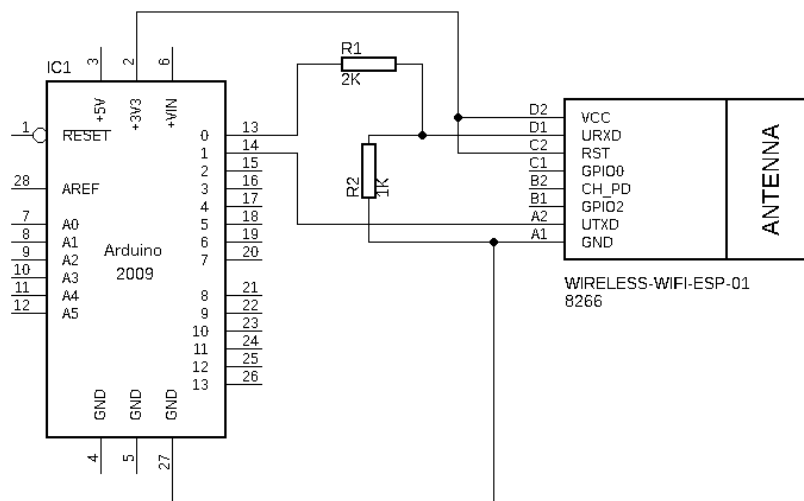 IC1
3
2
6
+5V
+3V3
+VIN
1
RESET
28
AREF
7
A0
8
A1
9
A2
10
A3
11
A4
12
A5
Arduino
2009
0
13
1
14
2
15
3
16
4
17
5
18
6
19
7
20
8
21
9
22
10
23
11
24
12
25
13
26
GND
GND
GND
4
5
27
R1
2K
R2
1K
D2
VCC
D1
URXD
C2
RST
C1
GPIO0
B2
CH_PD
B1
GPIO2
A2
UTXD
A1
GND
ANTENNA
WIRELESS-WIFI-ESP-01
8266